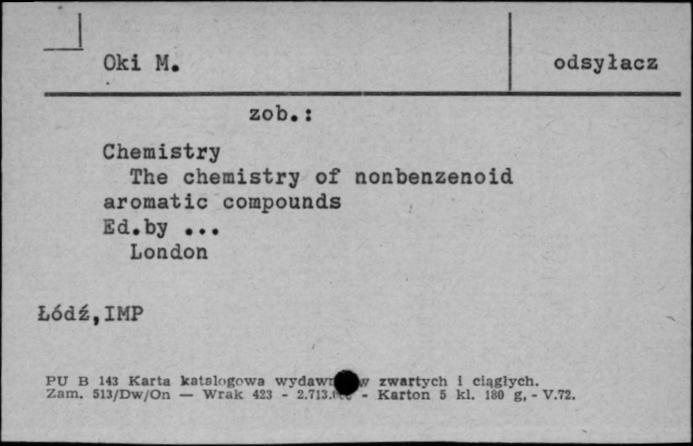 Oki M.
odsyłacz
zob.:
Chemistry
The chemistry of nonbenzenoid
aromatic compounds
Ed.by ...
London
Łódź,IMP
PU B 143 Karta katalogowa zwartych i ciągłych.
Zam. 513/Dw/On — Wrak 423 - - Karton 5 kl. 180 g, - V.72.